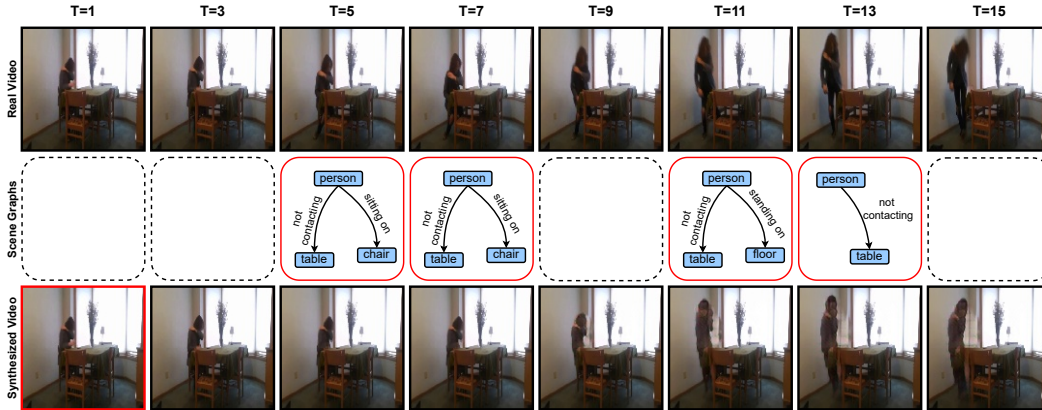 T=1 T=3 T=5 T=7 T=9 T=11 T=13 T=15
Real Video
Scene Graphs
person
not contacting
sitting on
table
chair
person
not contacting
sitting on
table
chair
person
not contacting
standing on
table
floor
person
not
contacting
table
Synthesized Video